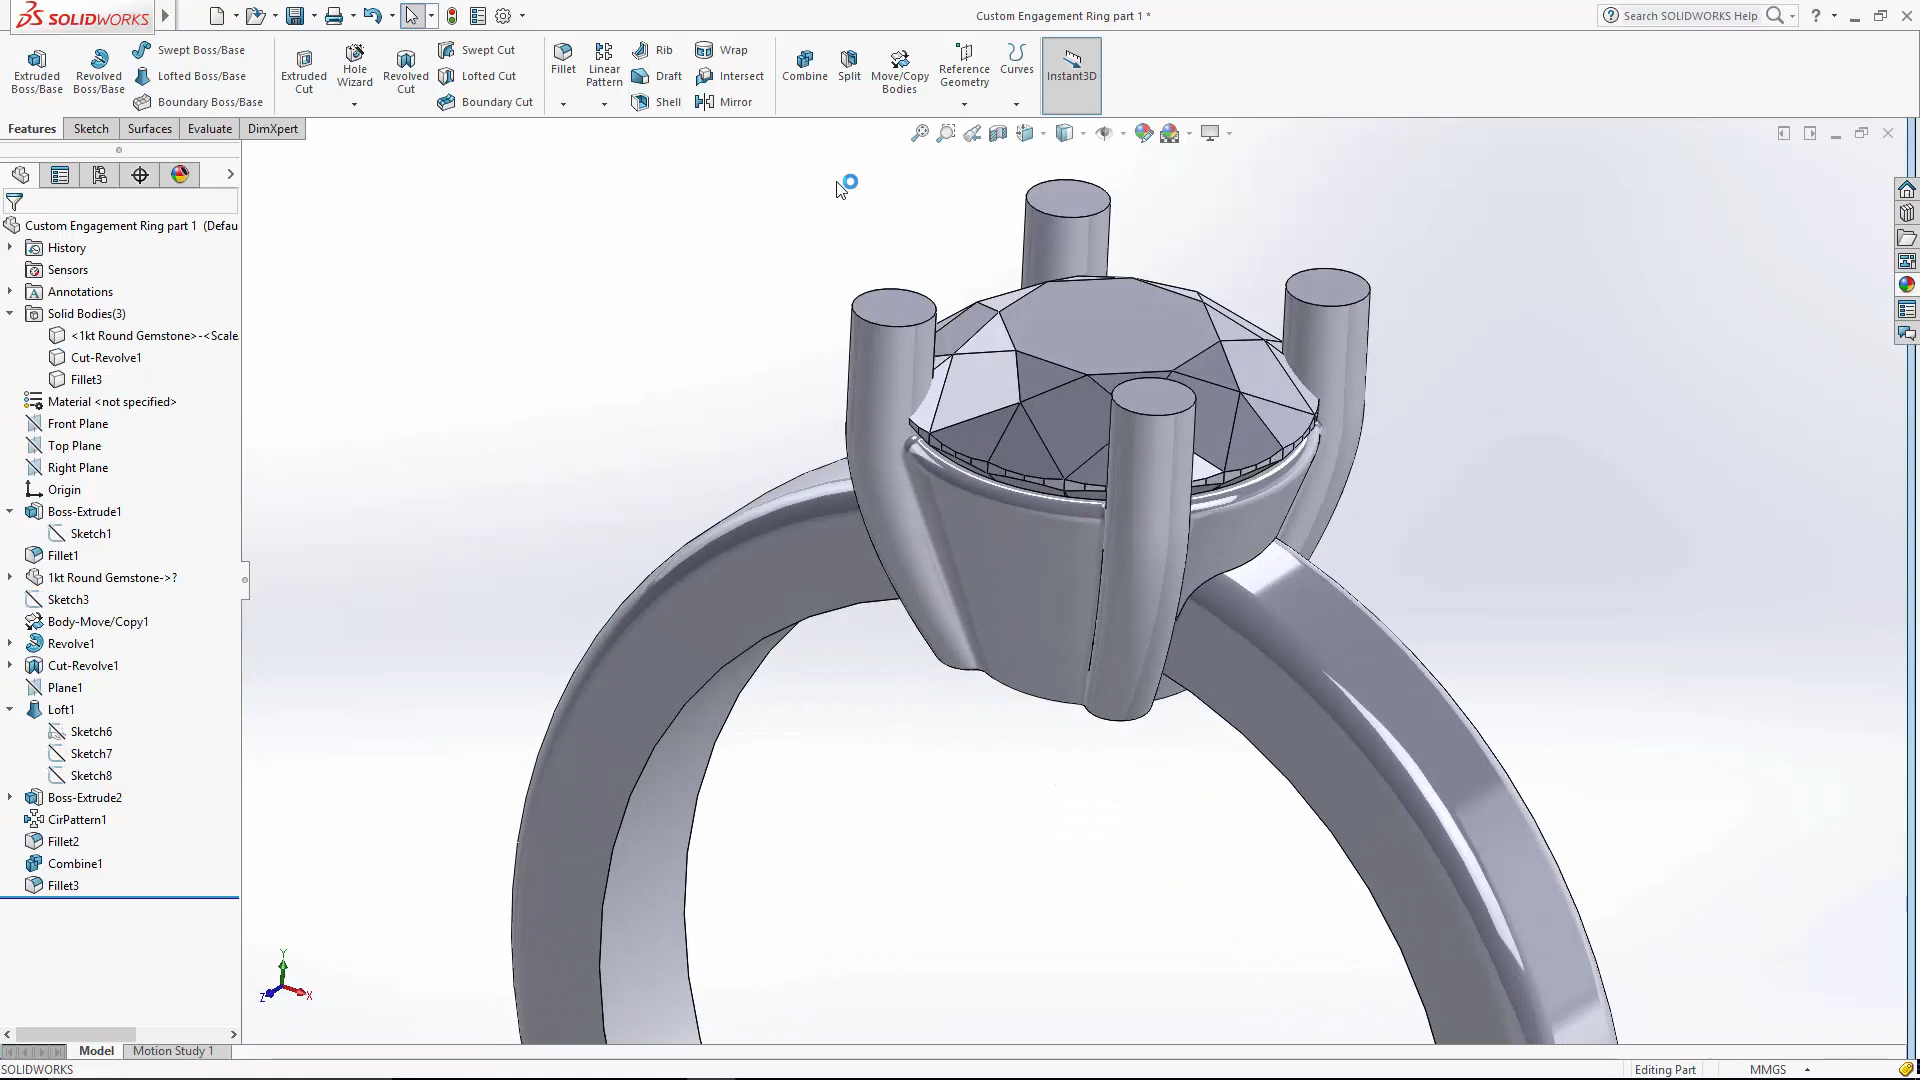 SOLIDWORKS
Custom Engagement Ring part 1 *
Search SOLIDWORKS Help
Extruded Boss/Base
Revolved Boss/Base
Swept Boss/Base
Lofted Boss/Base
Boundary Boss/Base
Extruded Cut
Hole Wizard
Revolved Cut
Swept Cut
Lofted Cut
Boundary Cut
Fillet
Linear Pattern
Rib
Draft
Shell
Wrap
Intersect
Mirror
Combine
Split
Move/Copy Bodies
Reference Geometry
Curves
Instant3D
Features
Sketch
Surfaces
Evaluate
DimXpert
Custom Engagement Ring part 1 (Defau
History
Sensors
Annotations
Solid Bodies(3)
<1kt Round Gemstone>-<Scale
Cut-Revolve1
Fillet3
Material <not specified>
Front Plane
Top Plane
Right Plane
Origin
Boss-Extrude1
Sketch1
Fillet1
1kt Round Gemstone->?
Sketch3
Body-Move/Copy1
Revolve1
Cut-Revolve1
Plane1
Loft1
Sketch6
Sketch7
Sketch8
Boss-Extrude2
CirPattern1
Fillet2
Combine1
Fillet3
Y
Z
X
Model
Motion Study 1
SOLIDWORKS
Editing Part
MMGS